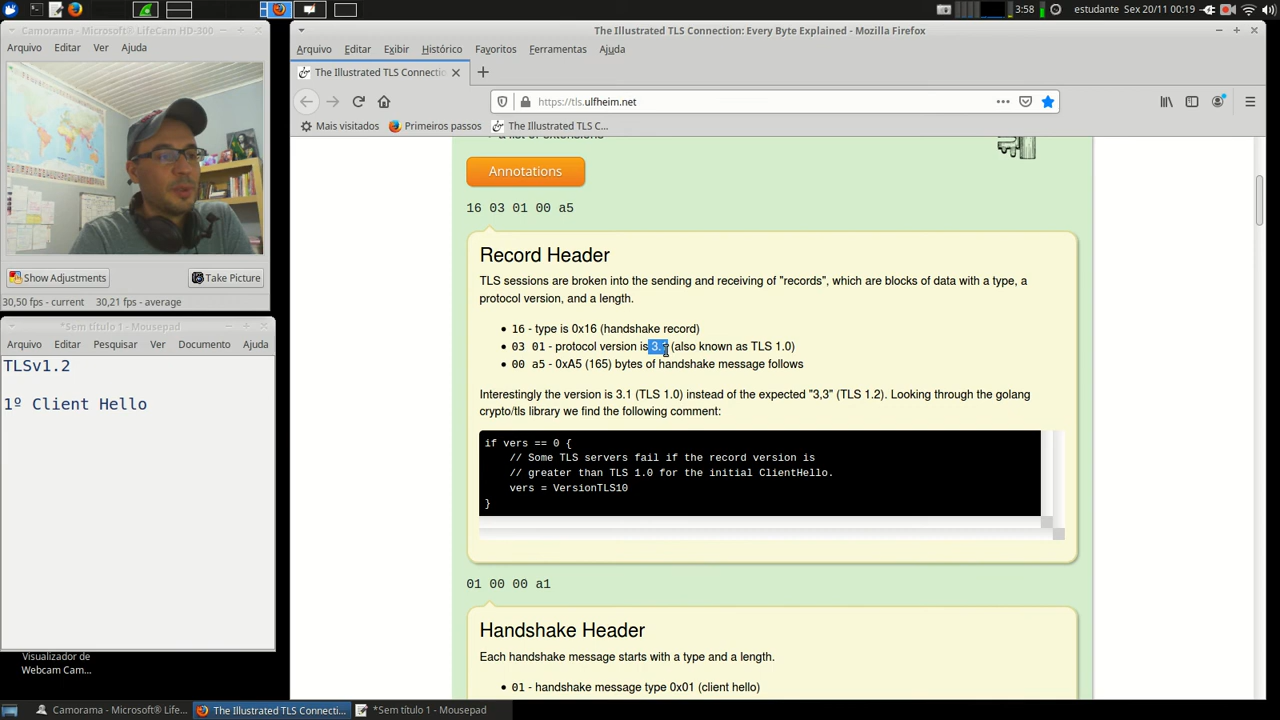 3:58 estudante Sex 20/11 00:19
Camorama - Microsoft® LifeCam HD-300
Arquivo Editar Ver Ajuda
Show Adjustments Take Picture
30,50 fps - current 30,21 fps - average
*Sem título 1 - Mousepad
Arquivo Editar Pesquisar Ver Documento Ajuda
TLSv1.2
1º Client Hello
Visualizador de
Webcam Cam...
The Illustrated TLS Connection: Every Byte Explained - Mozilla Firefox
Arquivo Editar Exibir Histórico Favoritos Ferramentas Ajuda
The Illustrated TLS Connectic
https://tls.ulfheim.net
Mais visitados Primeiros passos The Illustrated TLS C...
a list of extensions
Annotations
16 03 01 00 a5
Record Header
TLS sessions are broken into the sending and receiving of "records", which are blocks of data with a type, a
protocol version, and a length.
• 16 - type is 0x16 (handshake record)
• 03 01 - protocol version is 3.1 (also known as TLS 1.0)
• 00 a5 - 0xA5 (165) bytes of handshake message follows
Interestingly the version is 3.1 (TLS 1.0) instead of the expected "3,3" (TLS 1.2). Looking through the golang
crypto/tls library we find the following comment:
if vers == 0 {
// Some TLS servers fail if the record version is
// greater than TLS 1.0 for the initial ClientHello.
vers = VersionTLS10
}
01 00 00 a1
Handshake Header
Each handshake message starts with a type and a length.
• 01 - handshake message type 0x01 (client hello)
Camorama - Microsoft® Life... The Illustrated TLS Connecti... *Sem título 1 - Mousepad